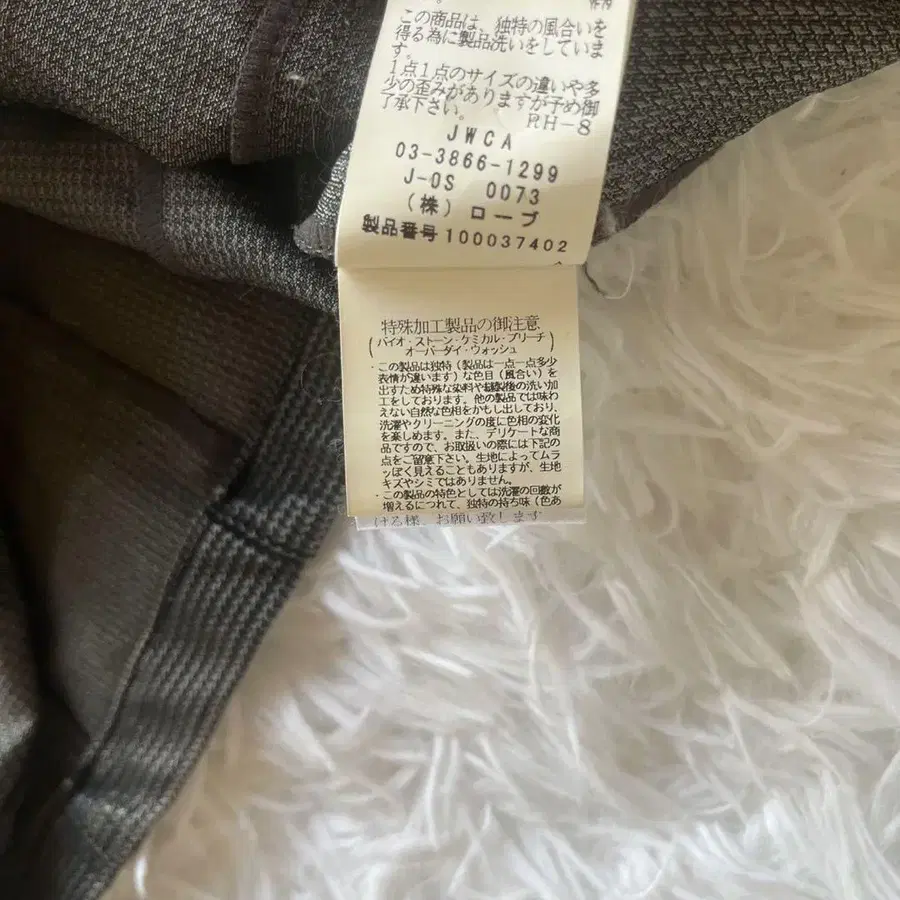 この商品は、独特の風合いを
得る為に製品洗いをしていま
す。
1点1点のサイズの違いや多
少の歪みがありますが予め御
了承下さい。
RH-8
JWCA
03-3866-1299
J-0S 0073
(株) ローブ
製品番号 100037402
特殊加工製品の御注意
(バイオ・ストーン・ケミカル・ブリーチ
オーバーダイ・ウォッシュ)
・この製品は独特(製品は一点一点多少
表情が違います)な色目(風合い)を
出すため特殊な染料や縫製後の洗い加
工をしております。他の製品では味わ
えない自然な色相をかもし出しており、
洗濯やクリーニングの度に色相の変化
を楽しめます。また、デリケートな商
品ですので、お取扱いの際には下記の
点をご留意下さい。生地によってムラ
っぽく見えることもありますが、生地
キズやシミではありません。
・この製品の特色としては洗濯の回数が
増えるにつれて、独特の持ち味(色あ
ける様、お願い致します